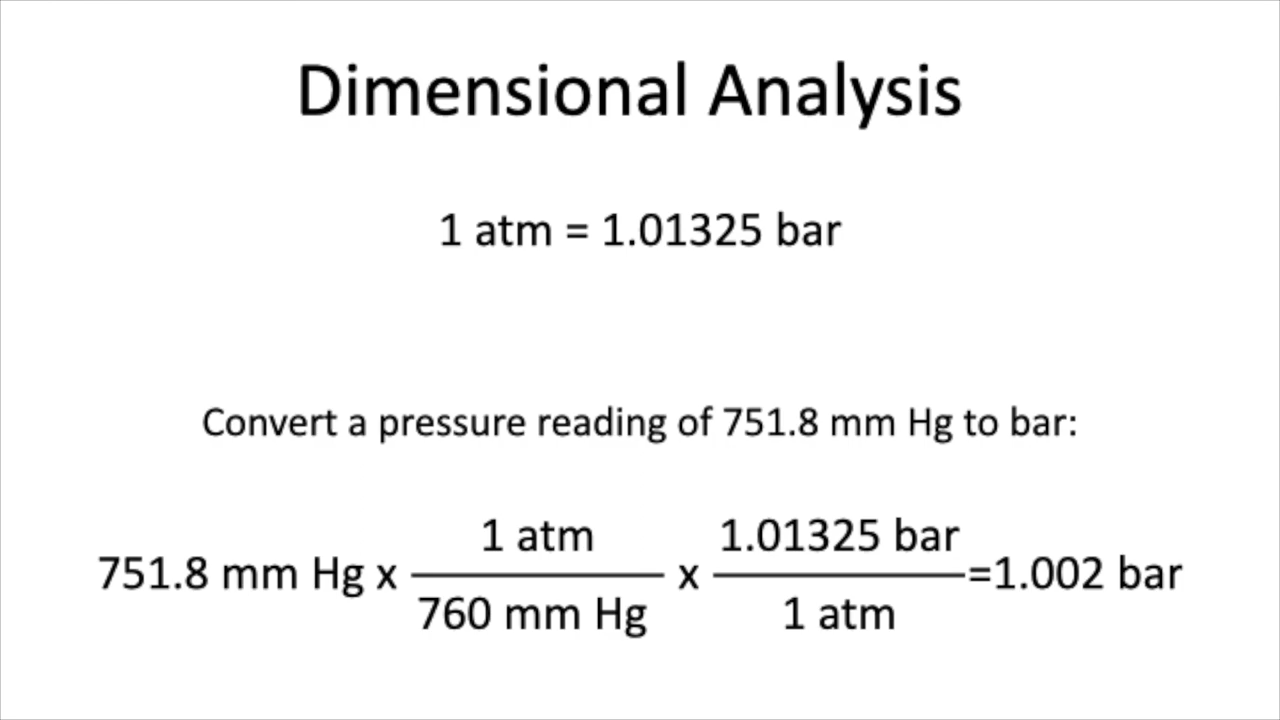 Dimensional Analysis
1 atm = 1.01325 bar
Convert a pressure reading of 751.8 mm Hg to bar:
751.8 mm Hg x 1 atm / 760 mm Hg x 1.01325 bar / 1 atm =1.002 bar